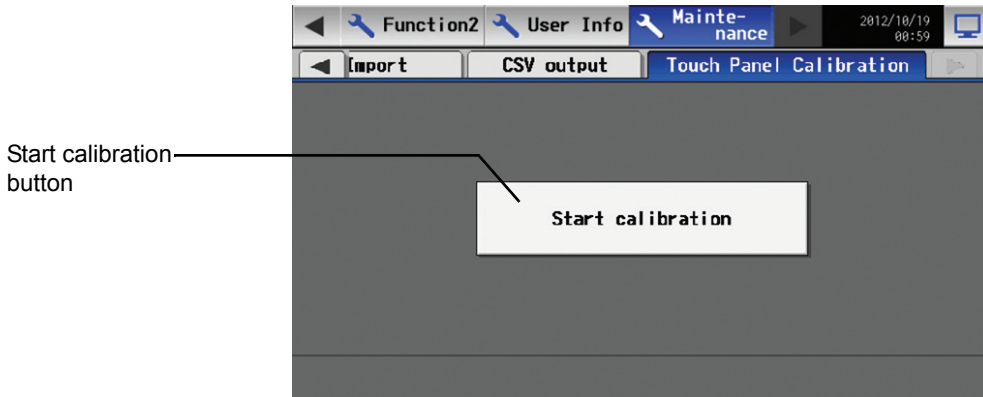 Function2
User Info
Mainte-
nance
2012/10/19
00:59
Import
CSV output
Touch Panel Calibration
Start calibration
button
Start calibration